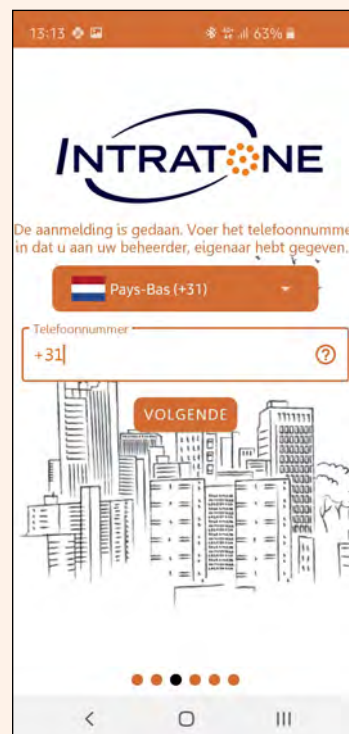 13:13 63%
INTRATONE
De aanmelding is gedaan. Voer het telefoonnumme
in dat u aan uw beheerder, eigenaar hebt gegeven.
Pays-Bas (+31)
Telefoonnummer
+31
VOLGENDE